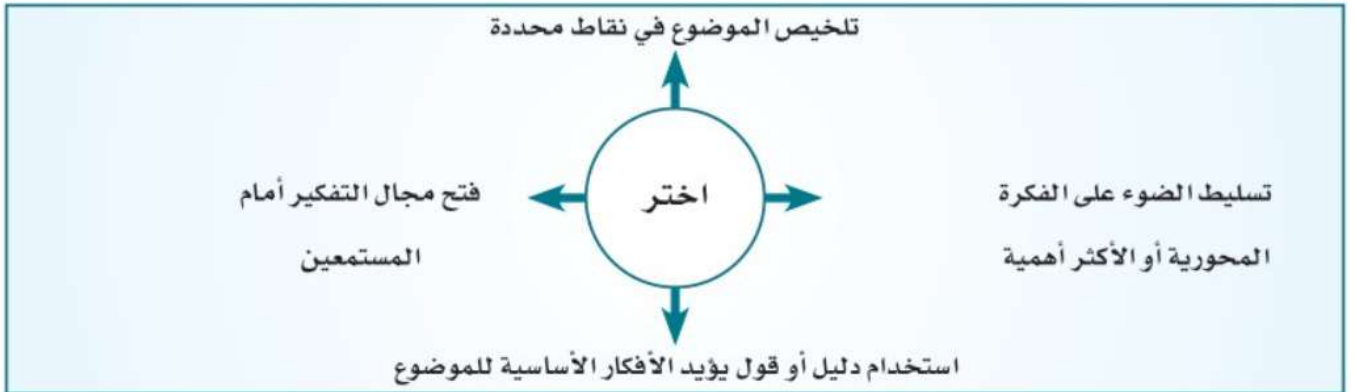 تلخيص الموضوع في نقاط محددة
اختر
تسليط الضوء على الفكرة
المحورية أو الأكثر أهمية
فتح مجال التفكير أمام
المستمعين
استخدام دليل أو قول يؤيد الأفكار الأساسية للموضوع